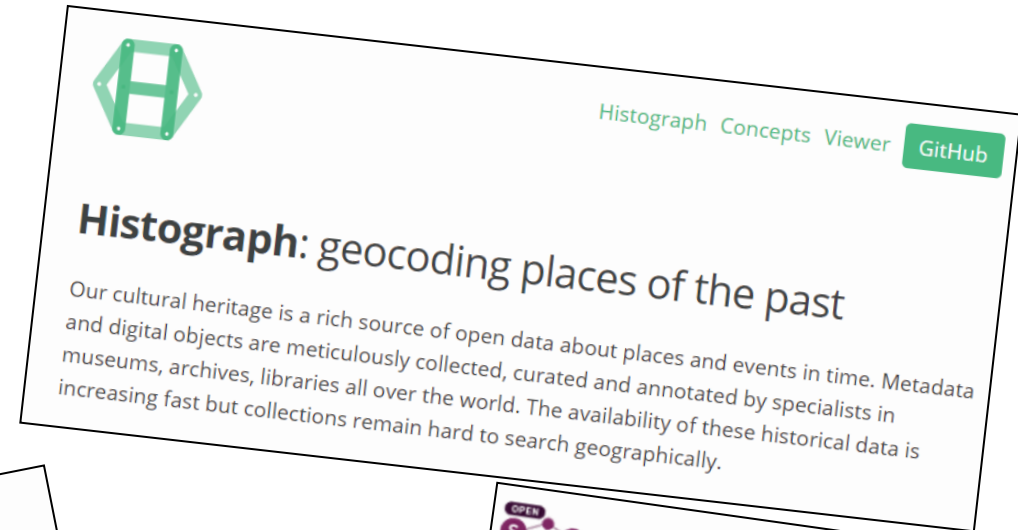 Histograph Concepts Viewer GitHub
Histograph: geocoding places of the past
Our cultural heritage is a rich source of open data about places and events in time. Metadata
and digital objects are meticulously collected, curated and annotated by specialists in
museums, archives, libraries all over the world. The availability of these historical data is
increasing fast but collections remain hard to search geographically.
OPEN